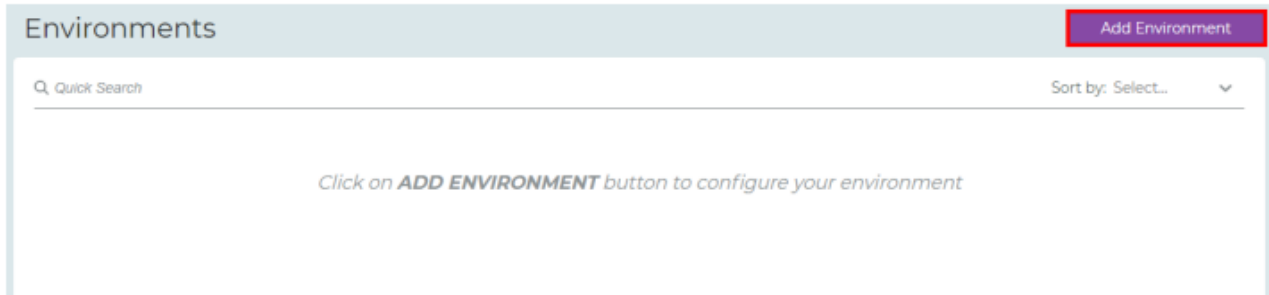 Environments
Add Environment
Quick Search
Sort by: Select...
Click on ADD ENVIRONMENT button to configure your environment